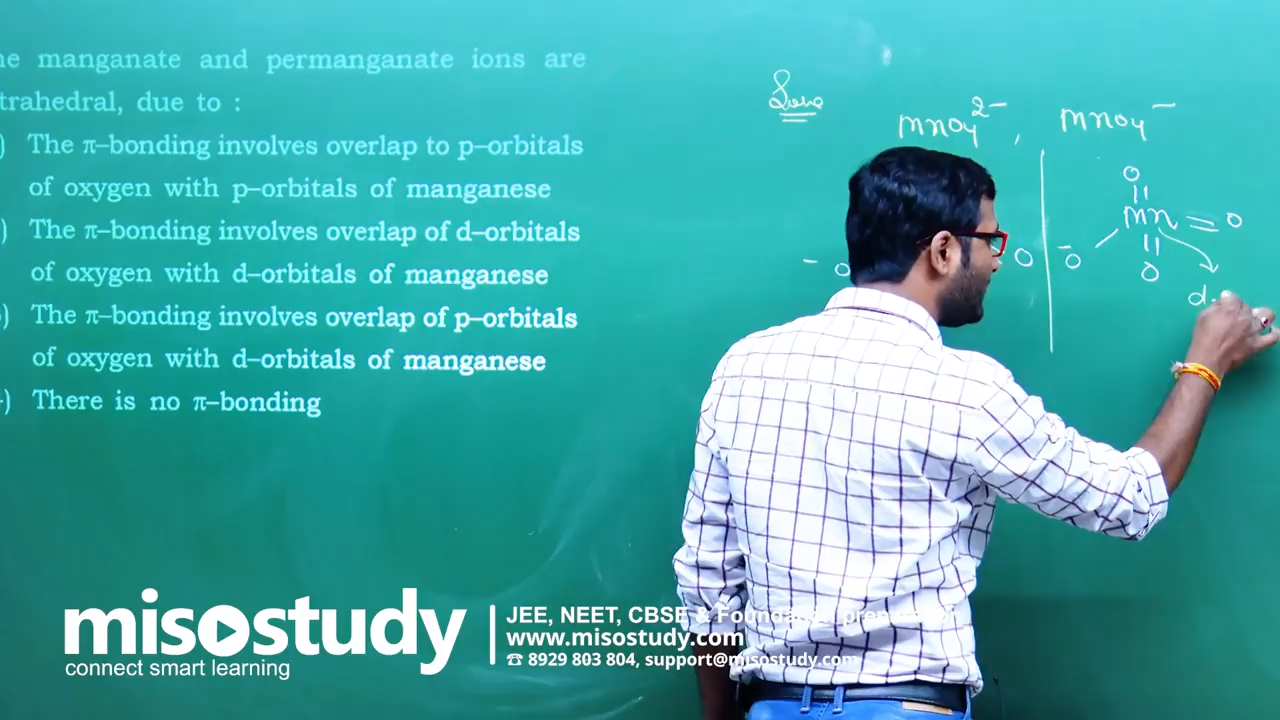 he manganate and permanganate ions are
trahedral, due to :
) The π–bonding involves overlap to p–orbitals
of oxygen with p–orbitals of manganese
) The π–bonding involves overlap of d–orbitals
of oxygen with d–orbitals of manganese
) The π–bonding involves overlap of p–orbitals
of oxygen with d–orbitals of manganese
) There is no π–bonding
MnO4 2− , MnO4 −
O
Mn = O
−O O
− O O
d
misostudy
connect smart learning
JEE, NEET, CBSE & Foundation
www.misostudy.com
☎ 8929 803 804, support@misostudy.com